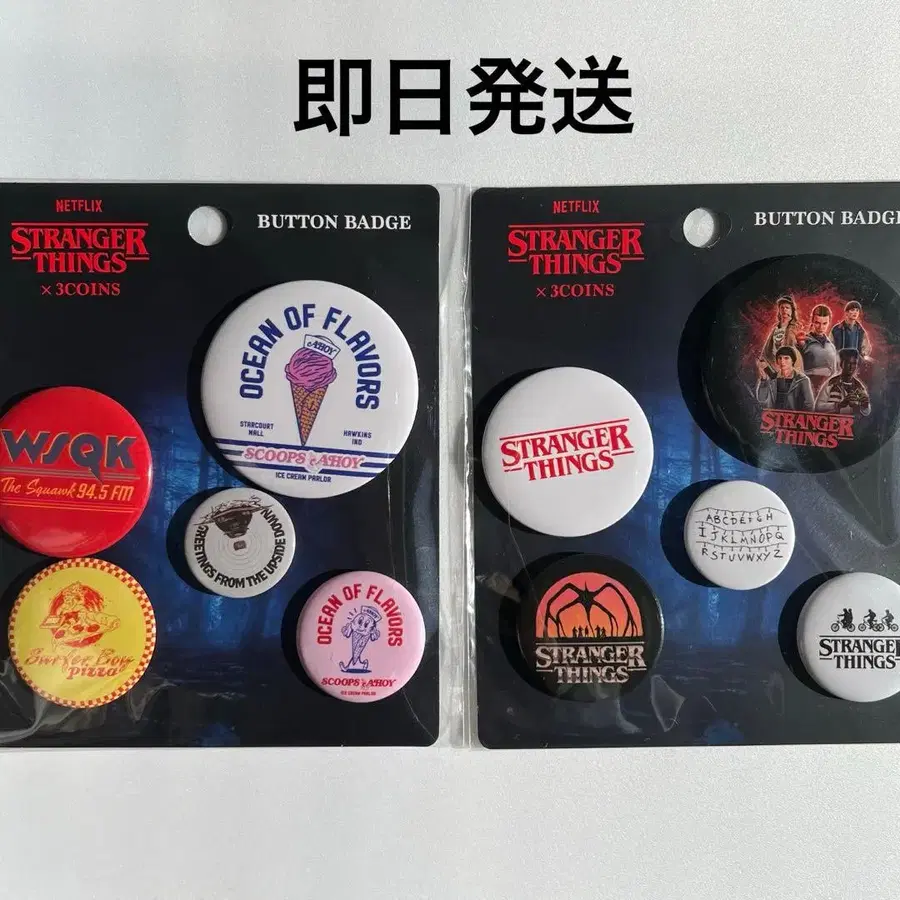 即日発送
NETFLIX
STRANGER
THINGS
×3COINS
BUTTON BADGE
OCEAN OF FLAVORS
AHOY
STARCOURT
MALL
HAWKINS
IND
SCOOPS AHOY
ICE CREAM PARLOR
WSQK
The Squawk 94.5 FM
GREETINGS FROM THE UPSIDE DOWN
Surfer Boy
Pizza
OCEAN OF FLAVORS
SCOOPS AHOY
ICE CREAM PARLOR
NETFLIX
STRANGER
THINGS
×3COINS
BUTTON BADGE
STRANGER
THINGS
STRANGER
THINGS
ABCDEFGH
IJKLMNOPQ
RSTUVWXYZ
STRANGER
THINGS
STRANGER
THINGS